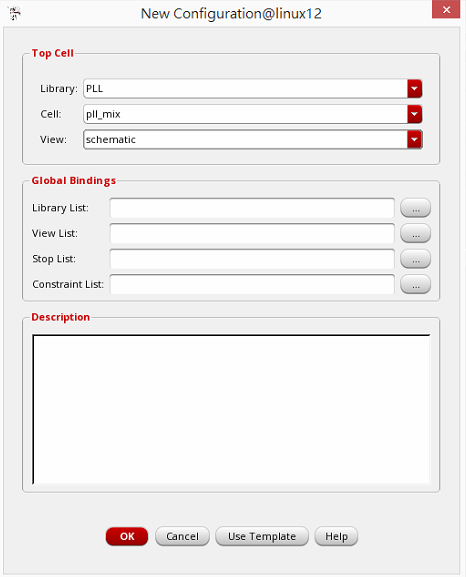 New Configuration@linux12
Top Cell
Library: PLL
Cell: pll_mix
View: schematic
Global Bindings
Library List: ...
View List: ...
Stop List: ...
Constraint List: ...
Description
OK Cancel Use Template Help